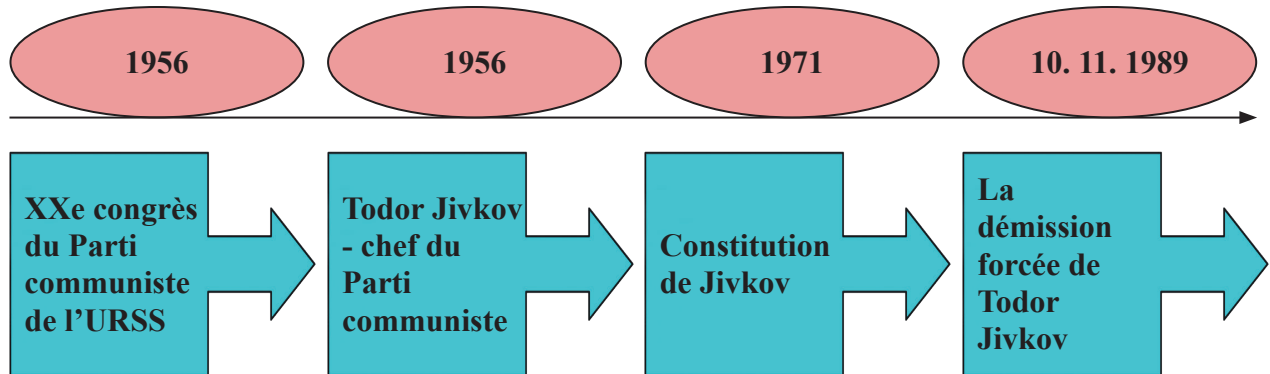 1956
1956
1971
10. 11. 1989
XXe congrès
du Parti
communiste
de l’URSS
Todor Jivkov
- chef du
Parti
communiste
Constitution
de Jivkov
La
démission
forcée de
Todor
Jivkov